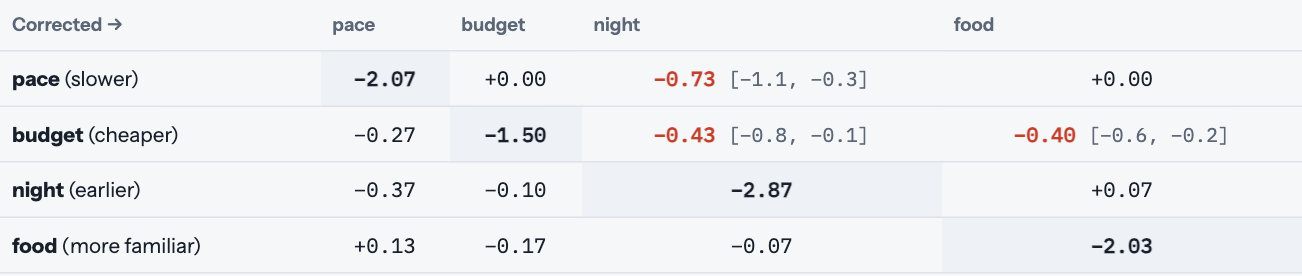 Corrected → pace budget night food
pace (slower) −2.07 +0.00 −0.73 [−1.1, −0.3] +0.00
budget (cheaper) −0.27 −1.50 −0.43 [−0.8, −0.1] −0.40 [−0.6, −0.2]
night (earlier) −0.37 −0.10 −2.87 +0.07
food (more familiar) +0.13 −0.17 −0.07 −2.03